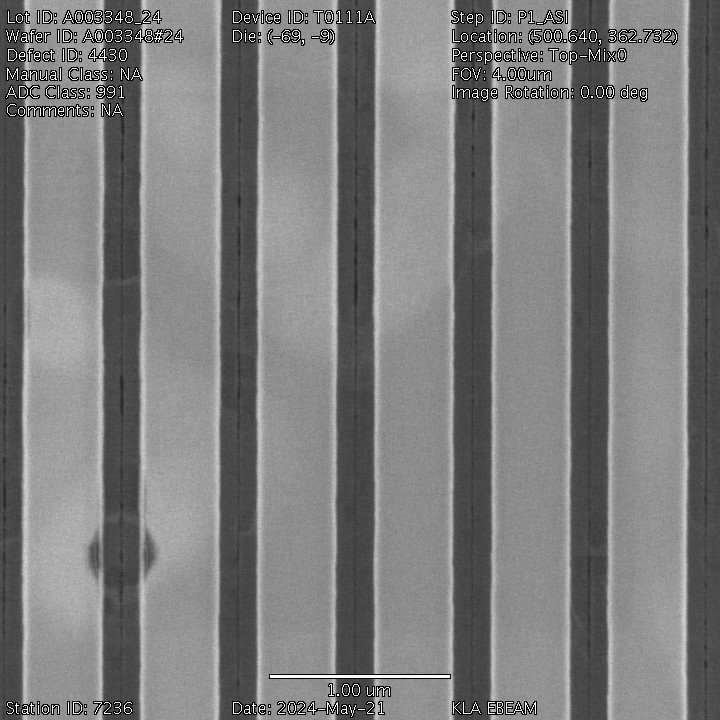 Lot ID: A003348_24
Device ID: T0111A
Step ID: P1_ASI
Wafer ID: A003348#24
Die: (-69, -9)
Location: (500.640, 362.732)
Defect ID: 4430
Perspective: Top-Mix0
Manual Class: NA
FOV: 4.00um
ADC Class: 991
Image Rotation: 0.00 deg
Comments: NA
1.00 um
Station ID: 7236
Date: 2024-May-21
KLA EBEAM